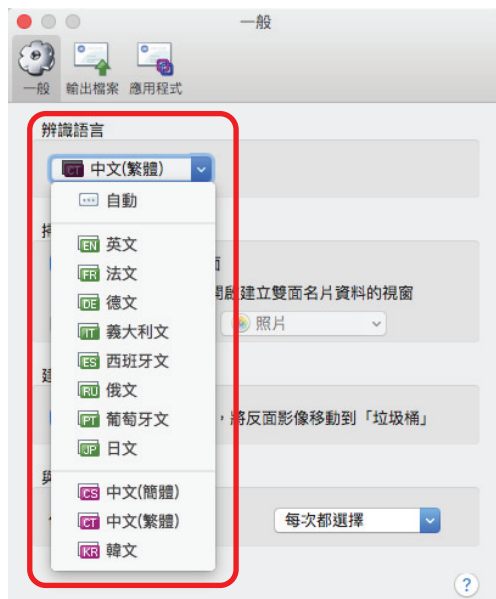 一般
一般 輸出檔案 應用程式
辨識語言
CT 中文(繁體)
自動
EN 英文
FR 法文
DE 德文
IT 義大利文
ES 西班牙文
RU 俄文
PT 葡萄牙文
JP 日文
CS 中文(簡體)
CT 中文(繁體)
KR 韓文
開啟建立雙面名片資料的視窗
照片
建
，將反面影像移動到「垃圾桶」
與
每次都選擇
?